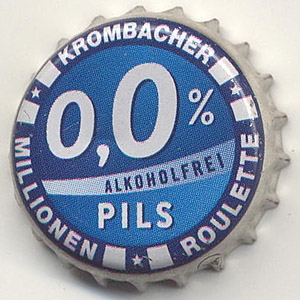 KROMBACHER
0,0%
ALKOHOLFREI
PILS
MILLIONEN
ROULETTE